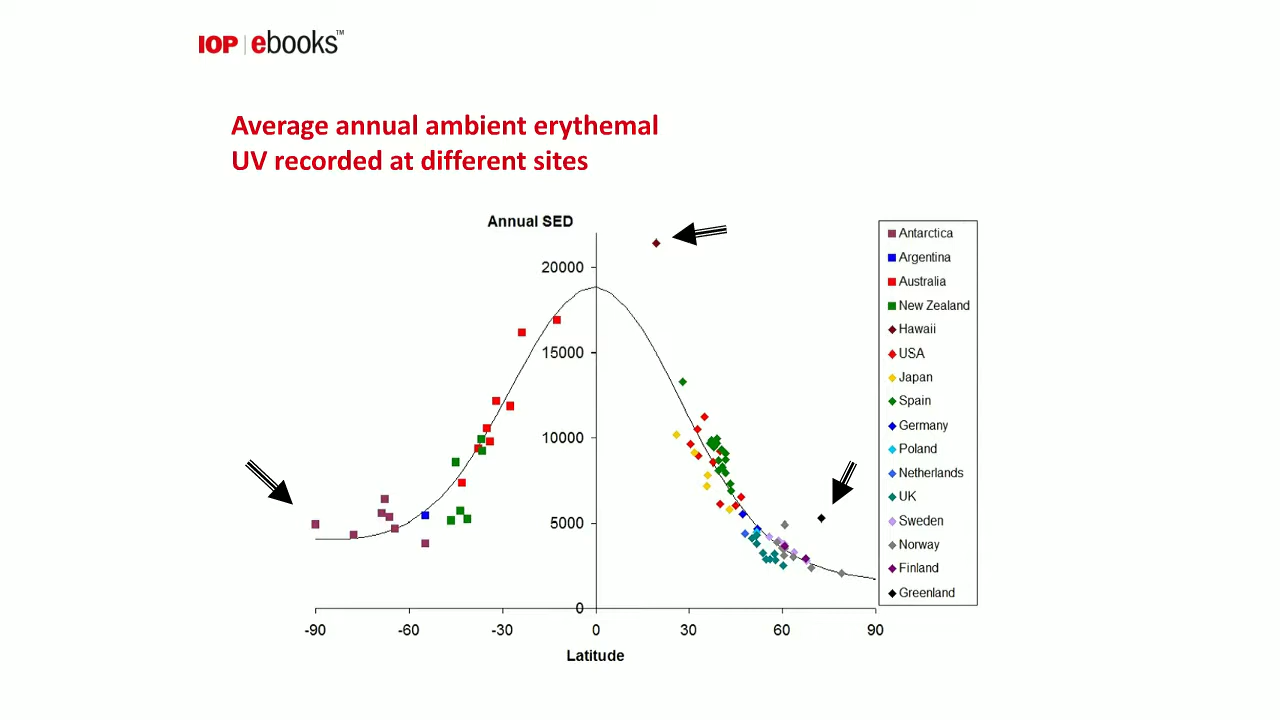 IOP | ebooks™
Average annual ambient erythemal
UV recorded at different sites
Annual SED
20000
15000
10000
5000
0
-90
-60
-30
0
30
60
90
Latitude
Antarctica
Argentina
Australia
New Zealand
Hawaii
USA
Japan
Spain
Germany
Poland
Netherlands
UK
Sweden
Norway
Finland
Greenland